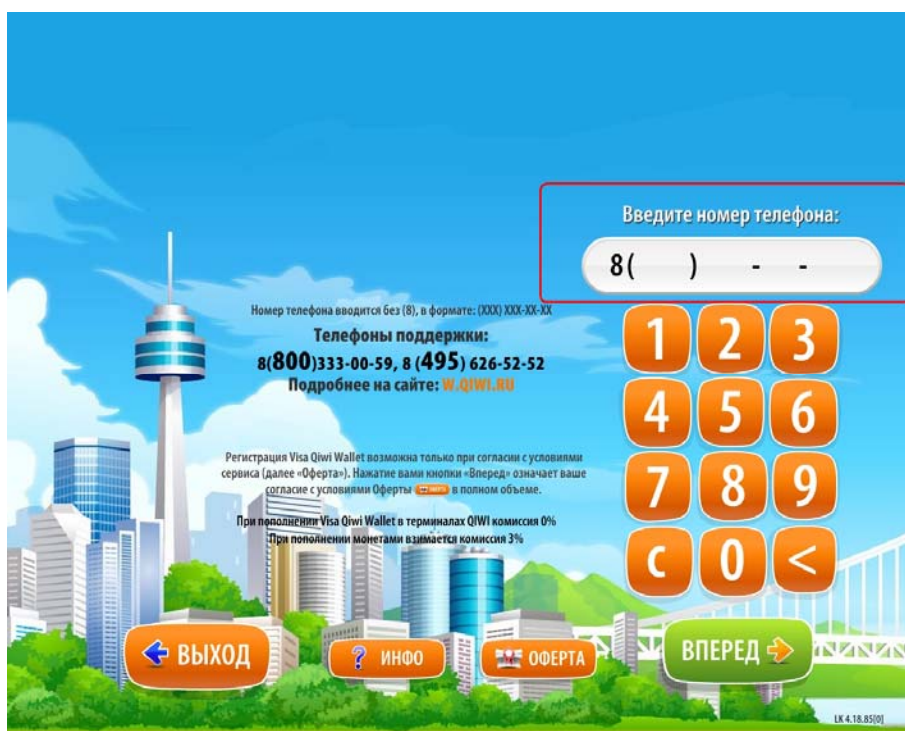 Введите номер телефона:
8( ) - -
Номер телефона вводится без (8), в формате: (XXX) XXX-XX-XX
Телефоны поддержки:
8(800)333-00-59, 8 (495) 626-52-52
Подробнее на сайте: W.QIWI.RU
Регистрация Visa Qiwi Wallet возможна только при согласии с условиями
сервиса (далее «Оферта»). Нажатие вами кнопки «Вперед» означает ваше
согласие с условиями Оферты в полном объеме.
При пополнении Visa Qiwi Wallet в терминалах QIWI комиссия 0%
При пополнении монетами взимается комиссия 3%
1 2 3
4 5 6
7 8 9
С 0 <
ВЫХОД
? ИНФО
ОФЕРТА
ВПЕРЕД
LK 4.18.85[0]